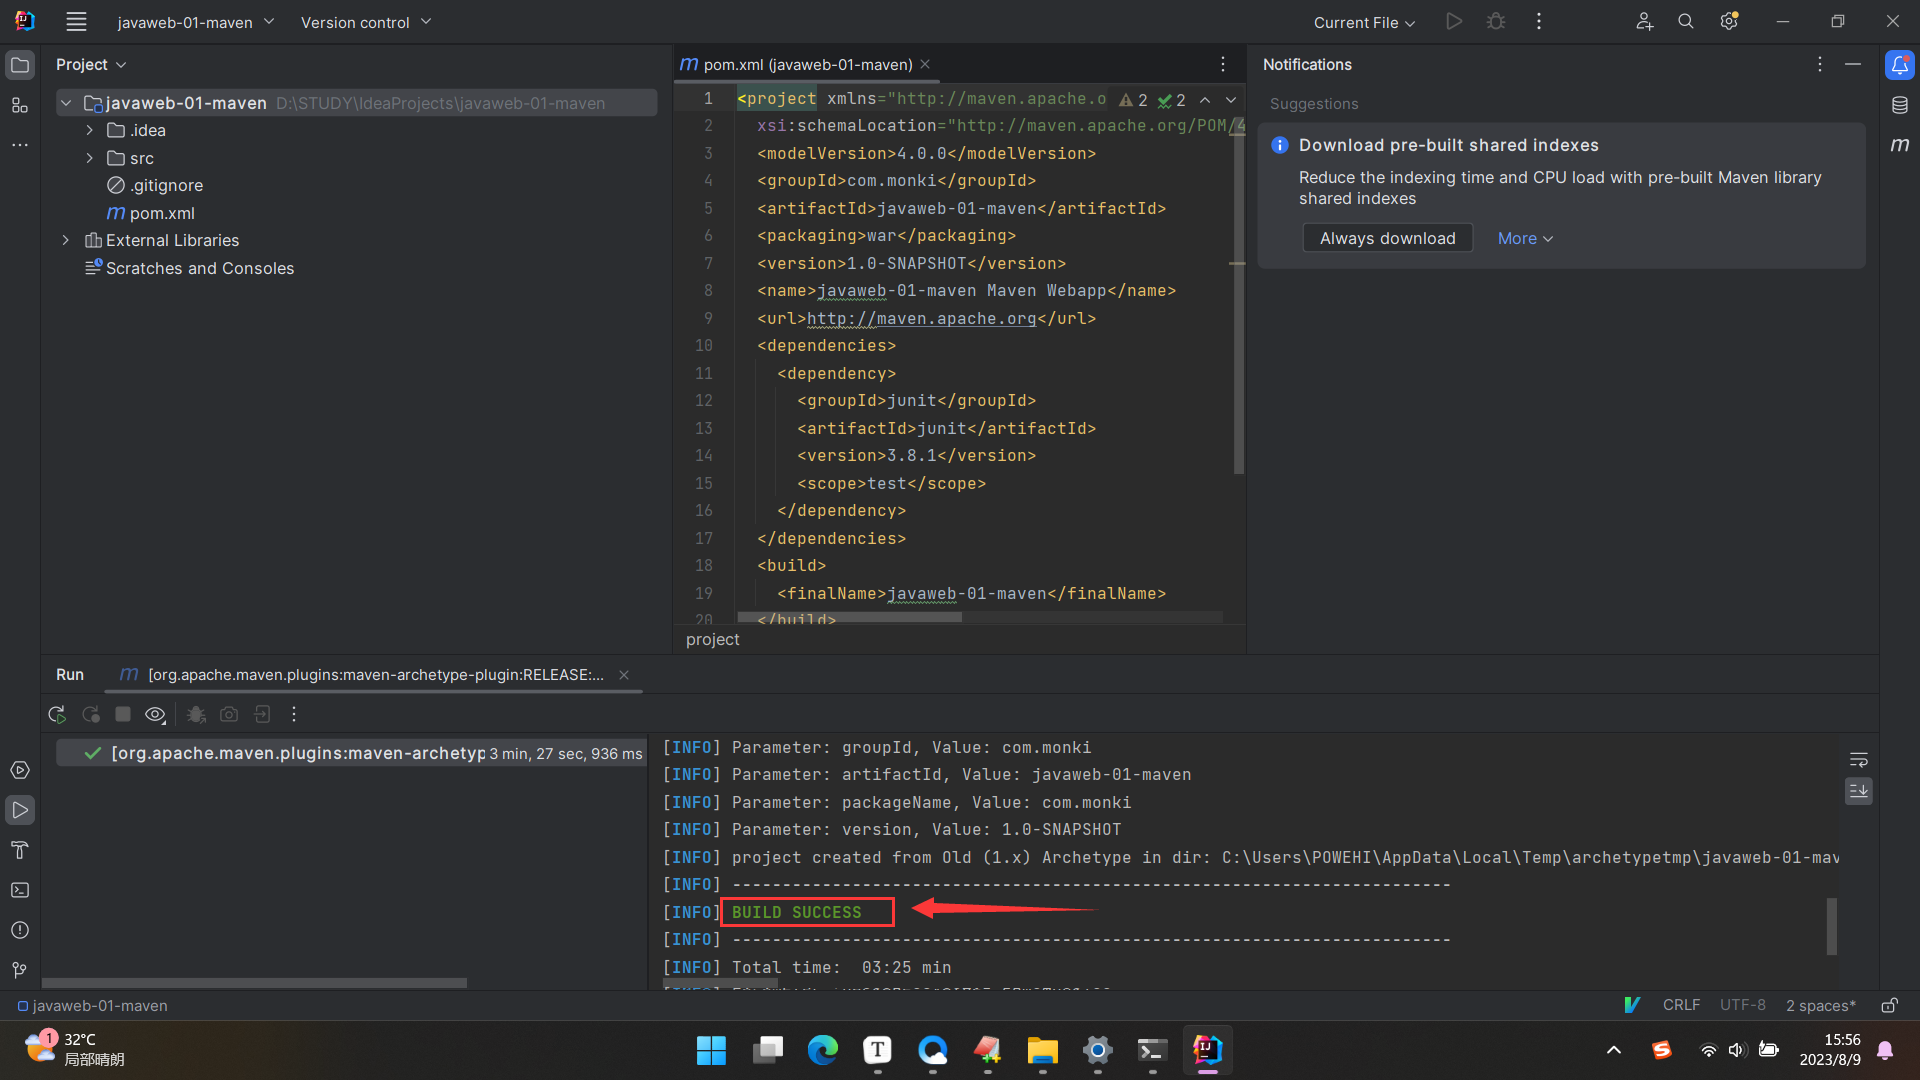 javaweb-01-maven
Version control
Current File
Project
javaweb-01-maven D:\STUDY\IdeaProjects\javaweb-01-maven
.idea
src
.gitignore
pom.xml
External Libraries
Scratches and Consoles
pom.xml (javaweb-01-maven)
2 2
1 <project xmlns="http://maven.apache.o
2 xsi:schemaLocation="http://maven.apache.org/POM/4
3 <modelVersion>4.0.0</modelVersion>
4 <groupId>com.monki</groupId>
5 <artifactId>javaweb-01-maven</artifactId>
6 <packaging>war</packaging>
7 <version>1.0-SNAPSHOT</version>
8 <name>javaweb-01-maven Maven Webapp</name>
9 <url>http://maven.apache.org</url>
10 <dependencies>
11 <dependency>
12 <groupId>junit</groupId>
13 <artifactId>junit</artifactId>
14 <version>3.8.1</version>
15 <scope>test</scope>
16 </dependency>
17 </dependencies>
18 <build>
19 <finalName>javaweb-01-maven</finalName>
20 </build>
project
Notifications
Suggestions
Download pre-built shared indexes
Reduce the indexing time and CPU load with pre-built Maven library
shared indexes
Always download More
Run [org.apache.maven.plugins:maven-archetype-plugin:RELEASE:...
[org.apache.maven.plugins:maven-archetyp 3 min, 27 sec, 936 ms
[INFO] Parameter: groupId, Value: com.monki
[INFO] Parameter: artifactId, Value: javaweb-01-maven
[INFO] Parameter: packageName, Value: com.monki
[INFO] Parameter: version, Value: 1.0-SNAPSHOT
[INFO] project created from Old (1.x) Archetype in dir: C:\Users\POWEHI\AppData\Local\Temp\archetypetmp\javaweb-01-mav
[INFO] ------------------------------------------------------------------------
[INFO] BUILD SUCCESS
[INFO] ------------------------------------------------------------------------
[INFO] Total time:  03:25 min
javaweb-01-maven
CRLF UTF-8 2 spaces*
1
32°C
局部晴朗
15:56
2023/8/9